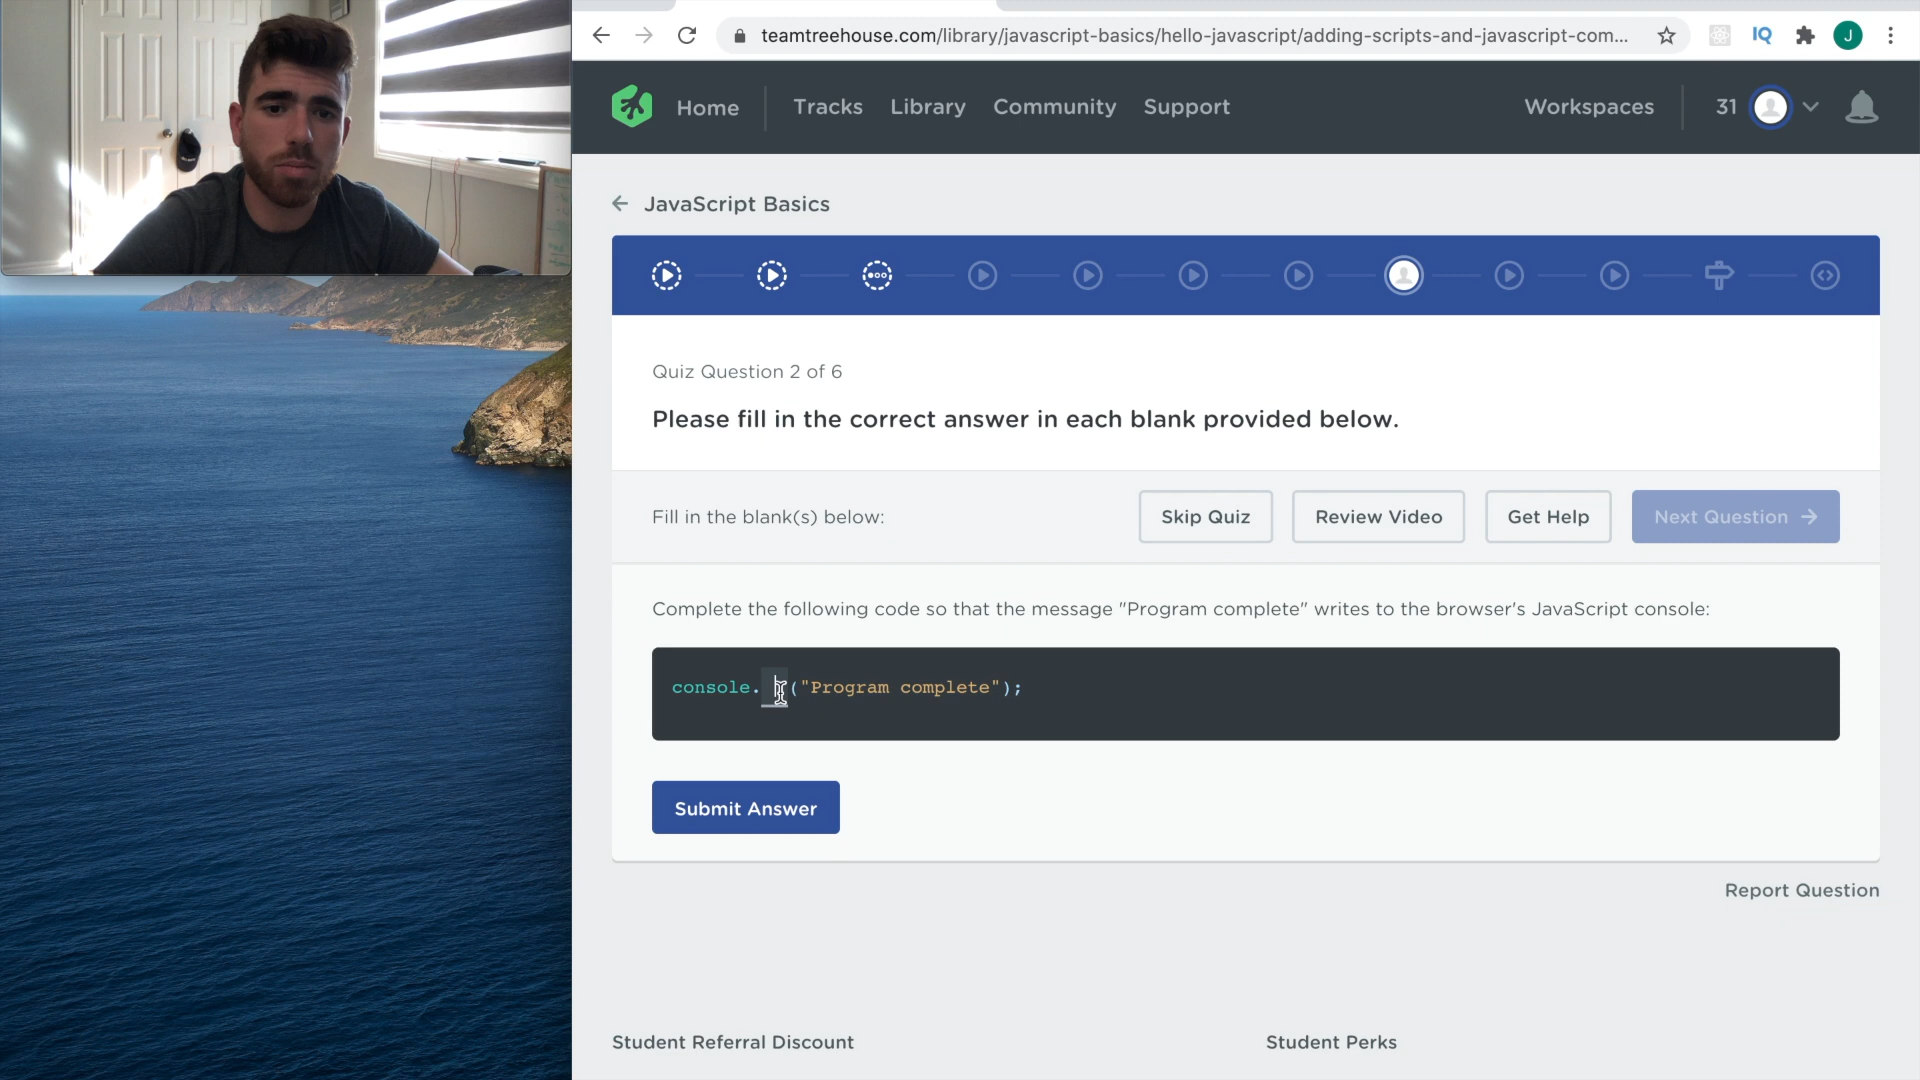 teamtreehouse.com/library/javascript-basics/hello-javascript/adding-scripts-and-javascript-com...
IQ
J
Home
Tracks
Library
Community
Support
Workspaces
31
← JavaScript Basics
Quiz Question 2 of 6
Please fill in the correct answer in each blank provided below.
Fill in the blank(s) below:
Skip Quiz
Review Video
Get Help
Next Question →
Complete the following code so that the message "Program complete" writes to the browser's JavaScript console:
console. ("Program complete");
Submit Answer
Report Question
Student Referral Discount
Student Perks